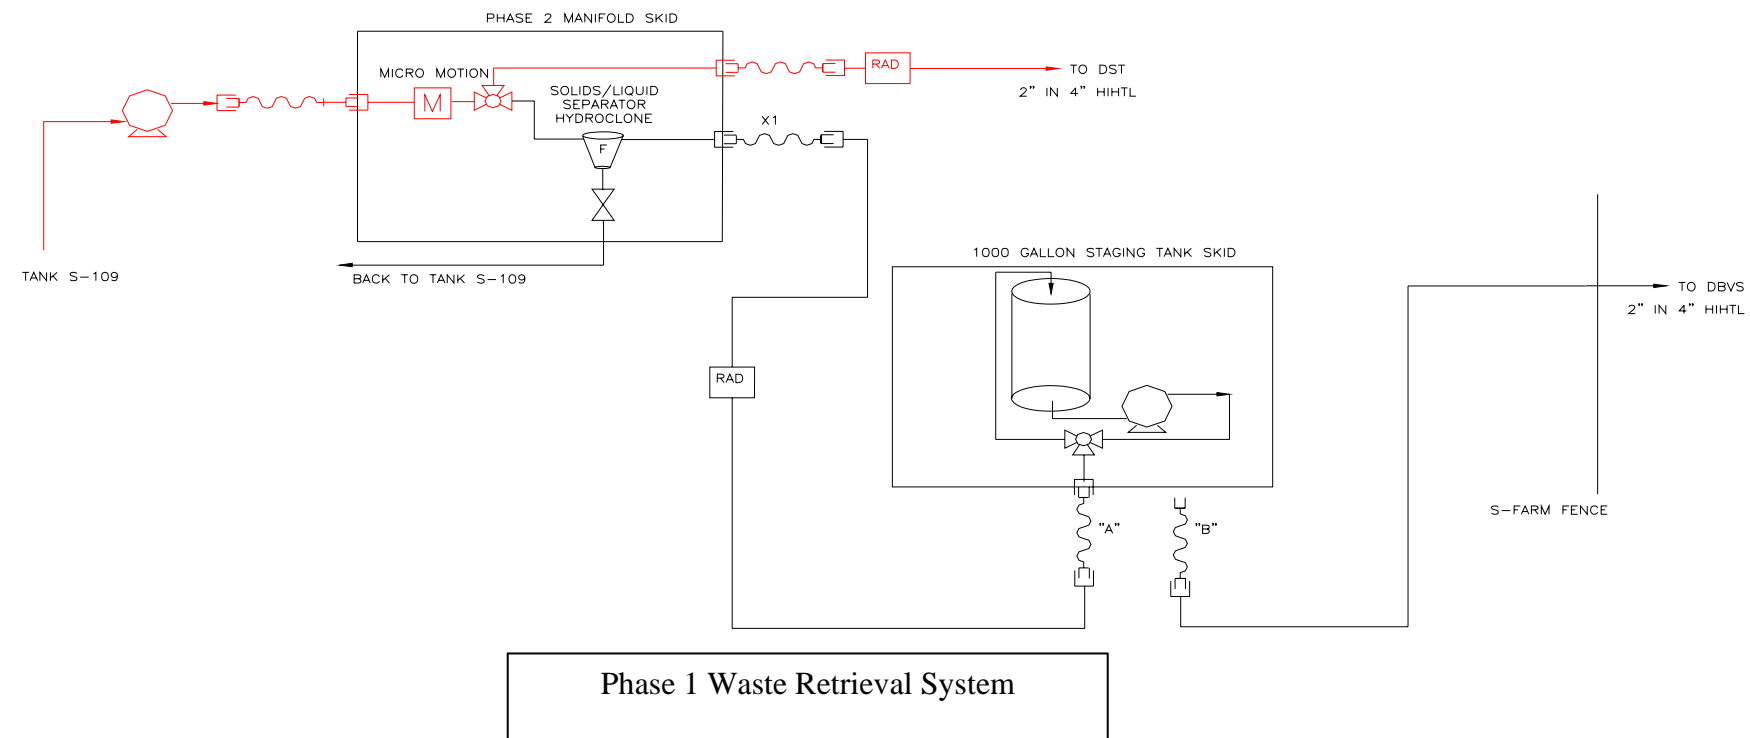 PHASE 2 MANIFOLD SKID
MICRO MOTION
M
SOLIDS/LIQUID
SEPARATOR
HYDROCLONE
F
RAD
TO DST
2" IN 4" HIHTL
X1
TANK S-109
BACK TO TANK S-109
1000 GALLON STAGING TANK SKID
RAD
TO DBVS
2" IN 4" HIHTL
S-FARM FENCE
"A"
"B"
Phase 1 Waste Retrieval System